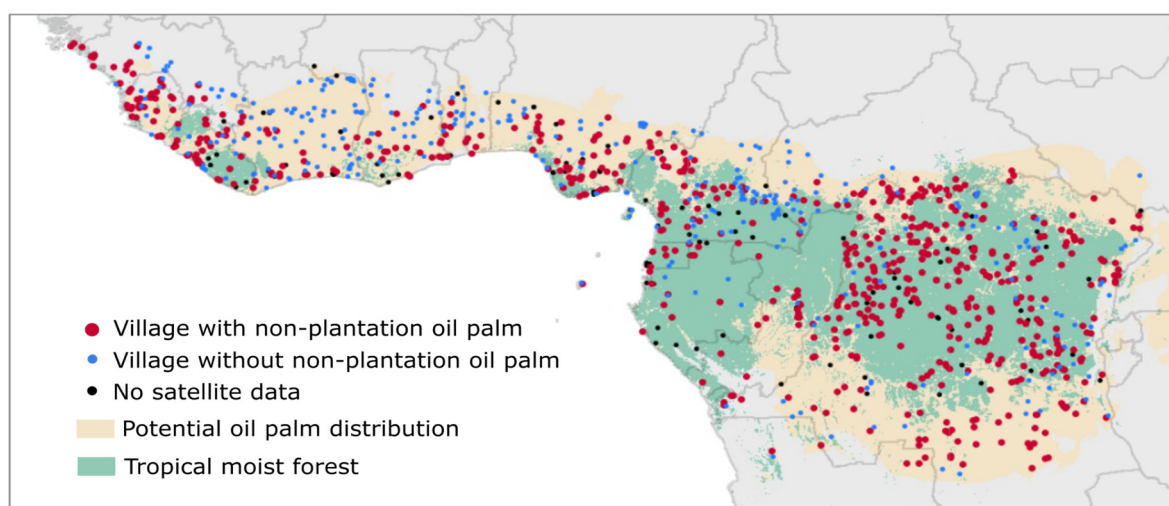 Village with non-plantation oil palm
Village without non-plantation oil palm
No satellite data
Potential oil palm distribution
Tropical moist forest